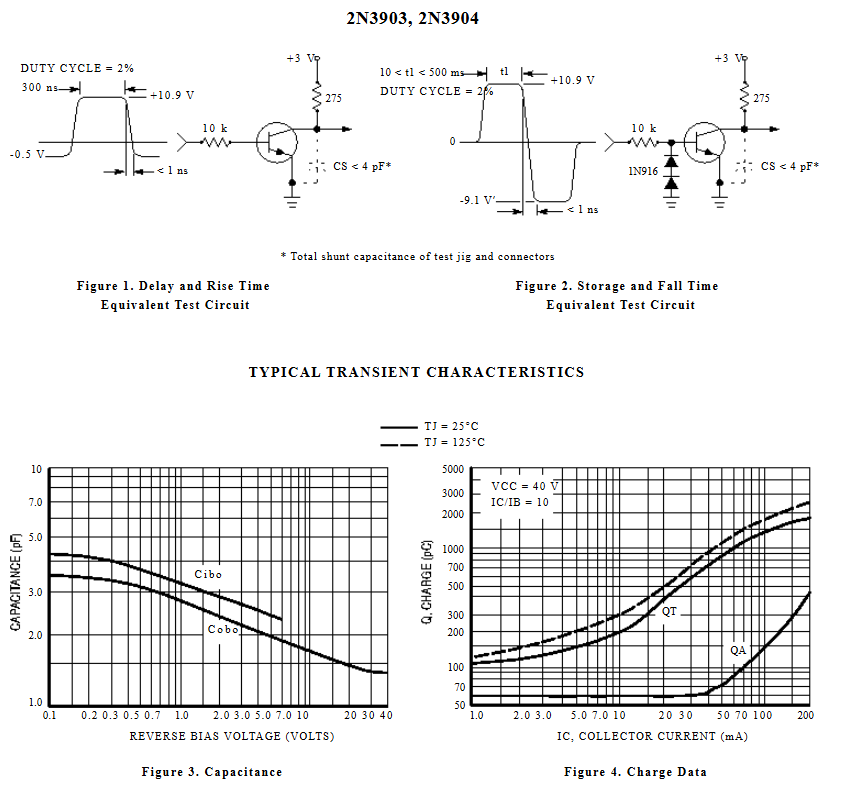 2N3903, 2N3904
DUTY CYCLE = 2%
300 ns
+10.9 V
-0.5 V
< 1 ns
10 k
+3 V
275
CS < 4 pF*
10 < t1 < 500 ms
t1
+10.9 V
DUTY CYCLE = 2%
0
-9.1 V'
< 1 ns
10 k
1N916
+3 V
275
CS < 4 pF*
* Total shunt capacitance of test jig and connectors
Figure 1. Delay and Rise Time
Equivalent Test Circuit
Figure 2. Storage and Fall Time
Equivalent Test Circuit
TYPICAL TRANSIENT CHARACTERISTICS
TJ = 25°C
TJ = 125°C
CAPACITANCE (pF)
10
7.0
5.0
3.0
2.0
1.0
Cibo
Cobo
0.1 0.2 0.3 0.5 0.7 1.0 2.0 3.0 5.0 7.0 10 20 30 40
REVERSE BIAS VOLTAGE (VOLTS)
Figure 3. Capacitance
Q, CHARGE (pC)
5000
3000
2000
1000
700
500
300
200
100
70
50
VCC = 40 V
IC/IB = 10
QT
QA
1.0 2.0 3.0 5.0 7.0 10 20 30 50 70 100 200
IC, COLLECTOR CURRENT (mA)
Figure 4. Charge Data